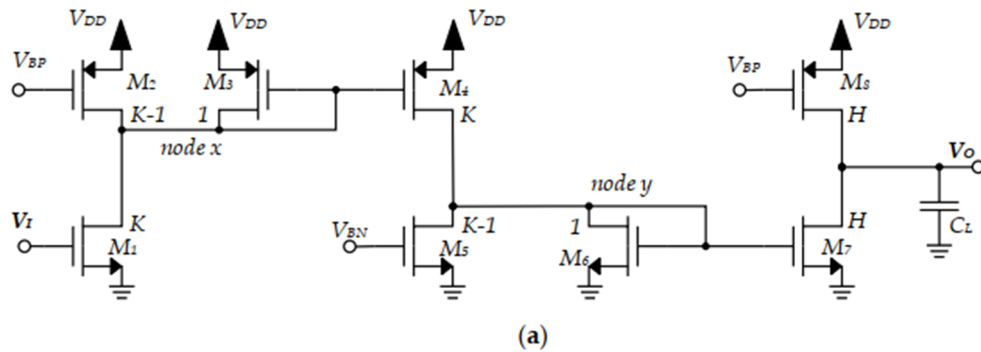 VDD VDD VDD VDD
VBP M2 M3 M4 VBP M8
K-1 1 K H
node x
node y VO
VI K VBN K-1 1 H CL
M1 M5 M6 M7
(a)